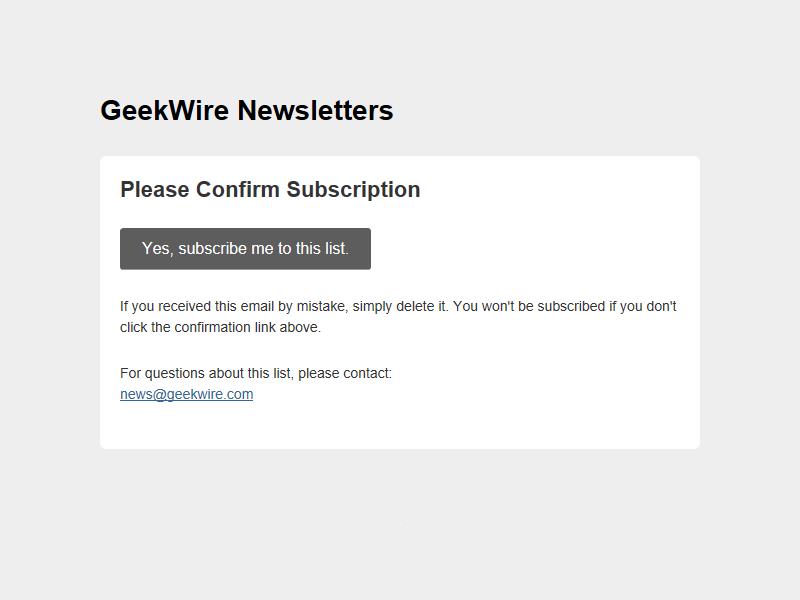 GeekWire Newsletters
Please Confirm Subscription
Yes, subscribe me to this list.
If you received this email by mistake, simply delete it. You won't be subscribed if you don't
click the confirmation link above.
For questions about this list, please contact:
news@geekwire.com